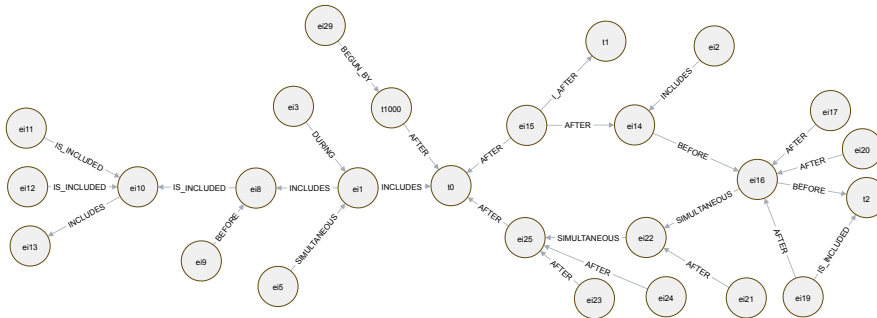 ei29
BEGUN_BY
t1
ei2
ei3
t1000
I_AFTER
INCLUDES
ei11
ei15
AFTER
ei14
ei17
DURING
AFTER
AFTER
BEFORE
AFTER
ei20
IS_INCLUDED
AFTER
ei12
IS_INCLUDED
ei10
IS_INCLUDED
ei8
INCLUDES
ei1
INCLUDES
t0
ei16
BEFORE
t2
INCLUDES
ei13
BEFORE
SIMULTANEOUS
AFTER
SIMULTANEOUS
ei25
SIMULTANEOUS
ei22
AFTER
IS_INCLUDED
ei9
ei5
AFTER
AFTER
AFTER
ei23
ei24
ei21
ei19